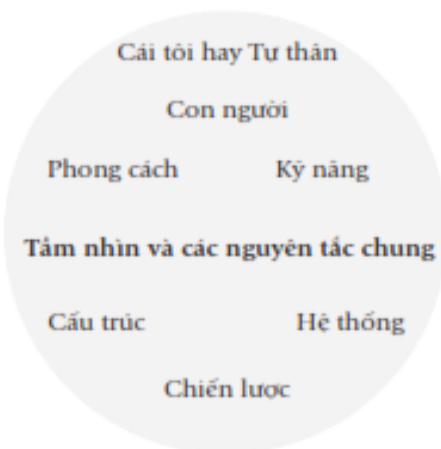 Cái tôi hay Tự thân
Con người
Phong cách Kỹ năng
Tầm nhìn và các nguyên tắc chung
Cấu trúc Hệ thống
Chiến lược